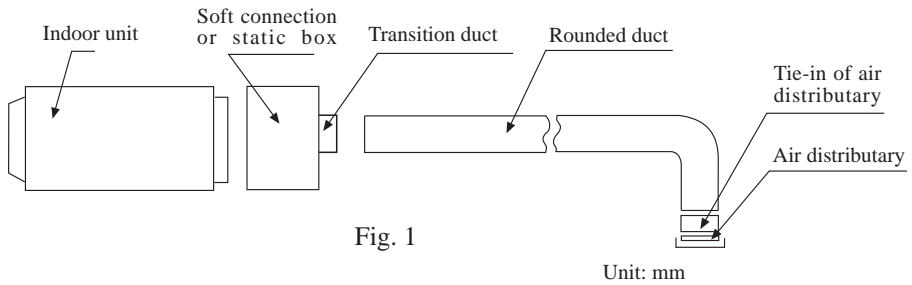 Indoor unit
Soft connection
or static box
Transition duct
Rounded duct
Tie-in of air
distributary
Air distributary
Fig. 1
Unit: mm